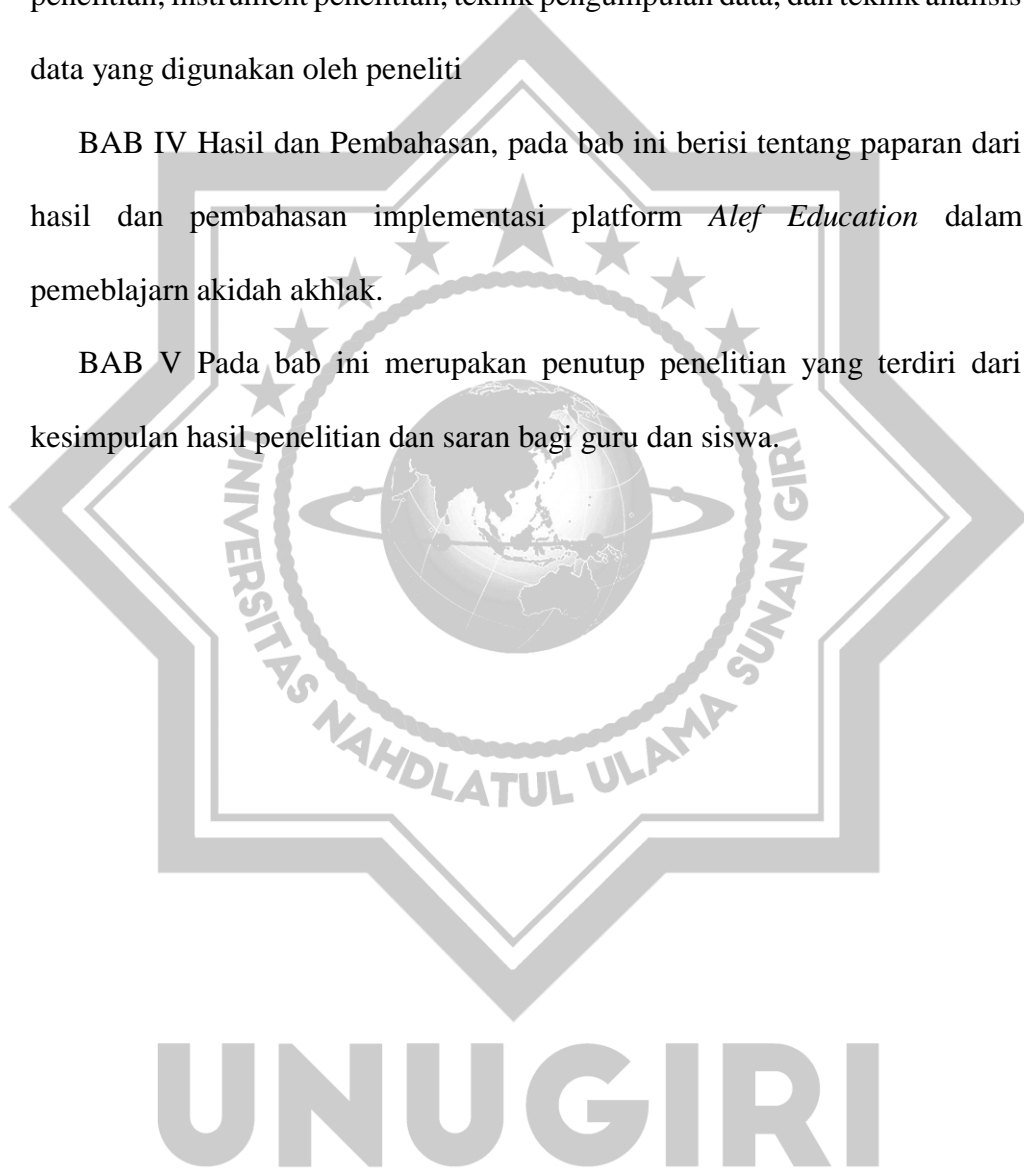 penelitian, instrument penelitian, teknik pengumpulan data, dan teknik analisis
data yang digunakan oleh peneliti
BAB IV Hasil dan Pembahasan, pada bab ini berisi tentang paparan dari
hasil dan pembahasan implementasi platform Alef Education dalam
pemeblajarn akidah akhlak.
BAB V Pada bab ini merupakan penutup penelitian yang terdiri dari
kesimpulan hasil penelitian dan saran bagi guru dan siswa.
UNIVERSITAS NAHDLATUL ULAMA SUNAN GIRI
UNUGIRI